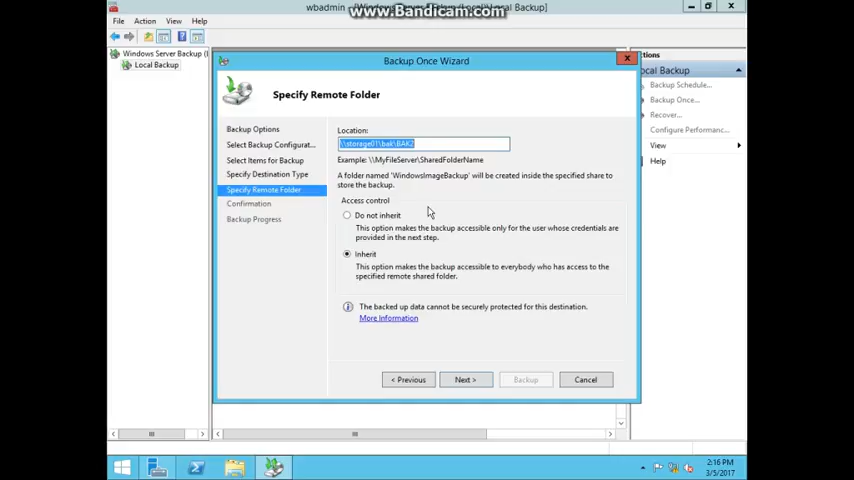 www.Bandicam.com
wbadmin
Local Backup]
File Action View Help
Windows Server Backup (
Local Backup
Backup Once Wizard
Specify Remote Folder
Backup Options
Select Backup Configurat...
Select Items for Backup
Specify Destination Type
Specify Remote Folder
Confirmation
Backup Progress
Location:
\\storage01\bak\BAK2
Example: \\MyFileServer\SharedFolderName
A folder named 'WindowsImageBackup' will be created inside the specified share to
store the backup.
Access control
Do not inherit
This option makes the backup accessible only for the user whose credentials are
provided in the next step.
Inherit
This option makes the backup accessible to everybody who has access to the
specified remote shared folder.
The backed up data cannot be securely protected for this destination.
More Information
< Previous
Next >
Backup
Cancel
tions
ocal Backup
Backup Schedule...
Backup Once...
Recover...
Configure Performanc...
View
Help
2:16 PM
3/5/2017